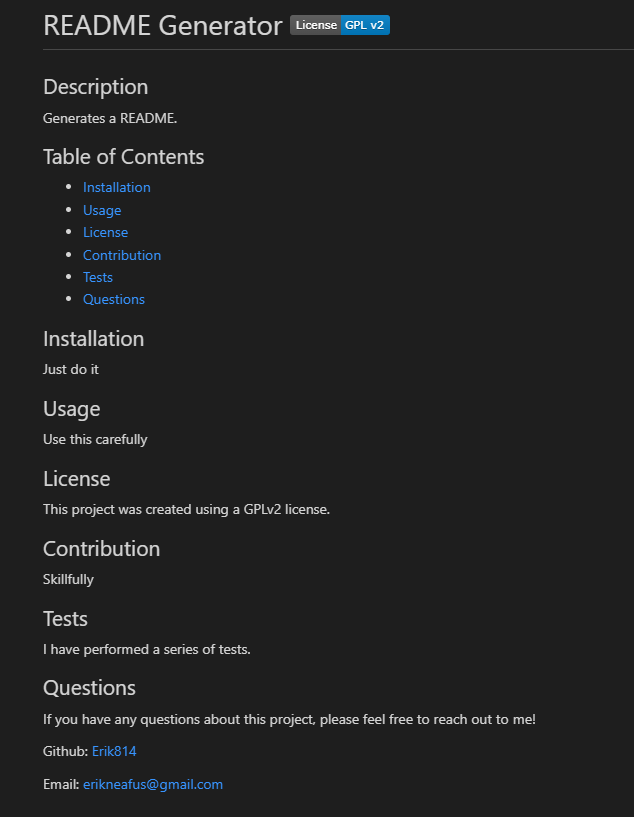 README Generator License GPL v2
Description
Generates a README.
Table of Contents
Installation
Usage
License
Contribution
Tests
Questions
Installation
Just do it
Usage
Use this carefully
License
This project was created using a GPLv2 license.
Contribution
Skillfully
Tests
I have performed a series of tests.
Questions
If you have any questions about this project, please feel free to reach out to me!
Github: Erik814
Email: erikneafus@gmail.com